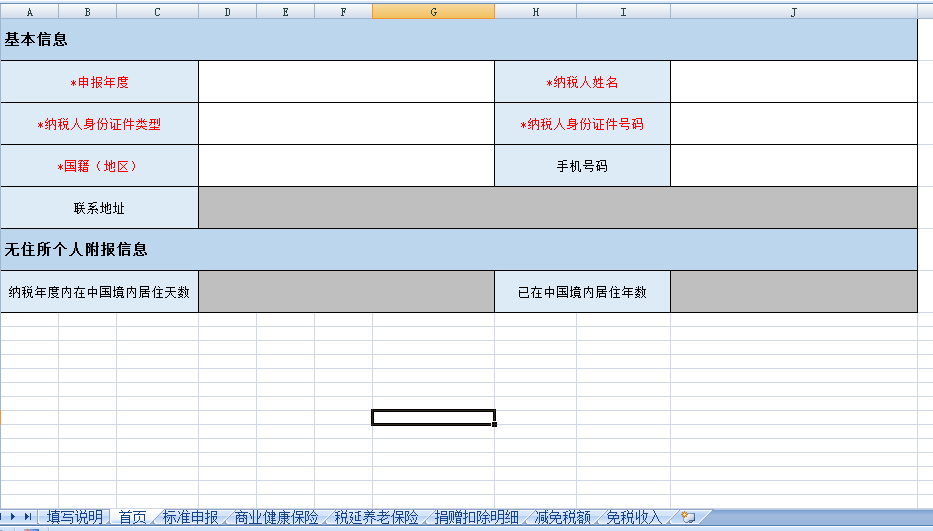 A B C D E F G H I J
基本信息
*申报年度 *纳税人姓名
*纳税人身份证件类型 *纳税人身份证件号码
*国籍（地区） 手机号码
联系地址
无住所个人附报信息
纳税年度内在中国境内居住天数 已在中国境内居住年数
填写说明 首页 标准申报 商业健康保险 税延养老保险 捐赠扣除明细 减免税额 免税收入